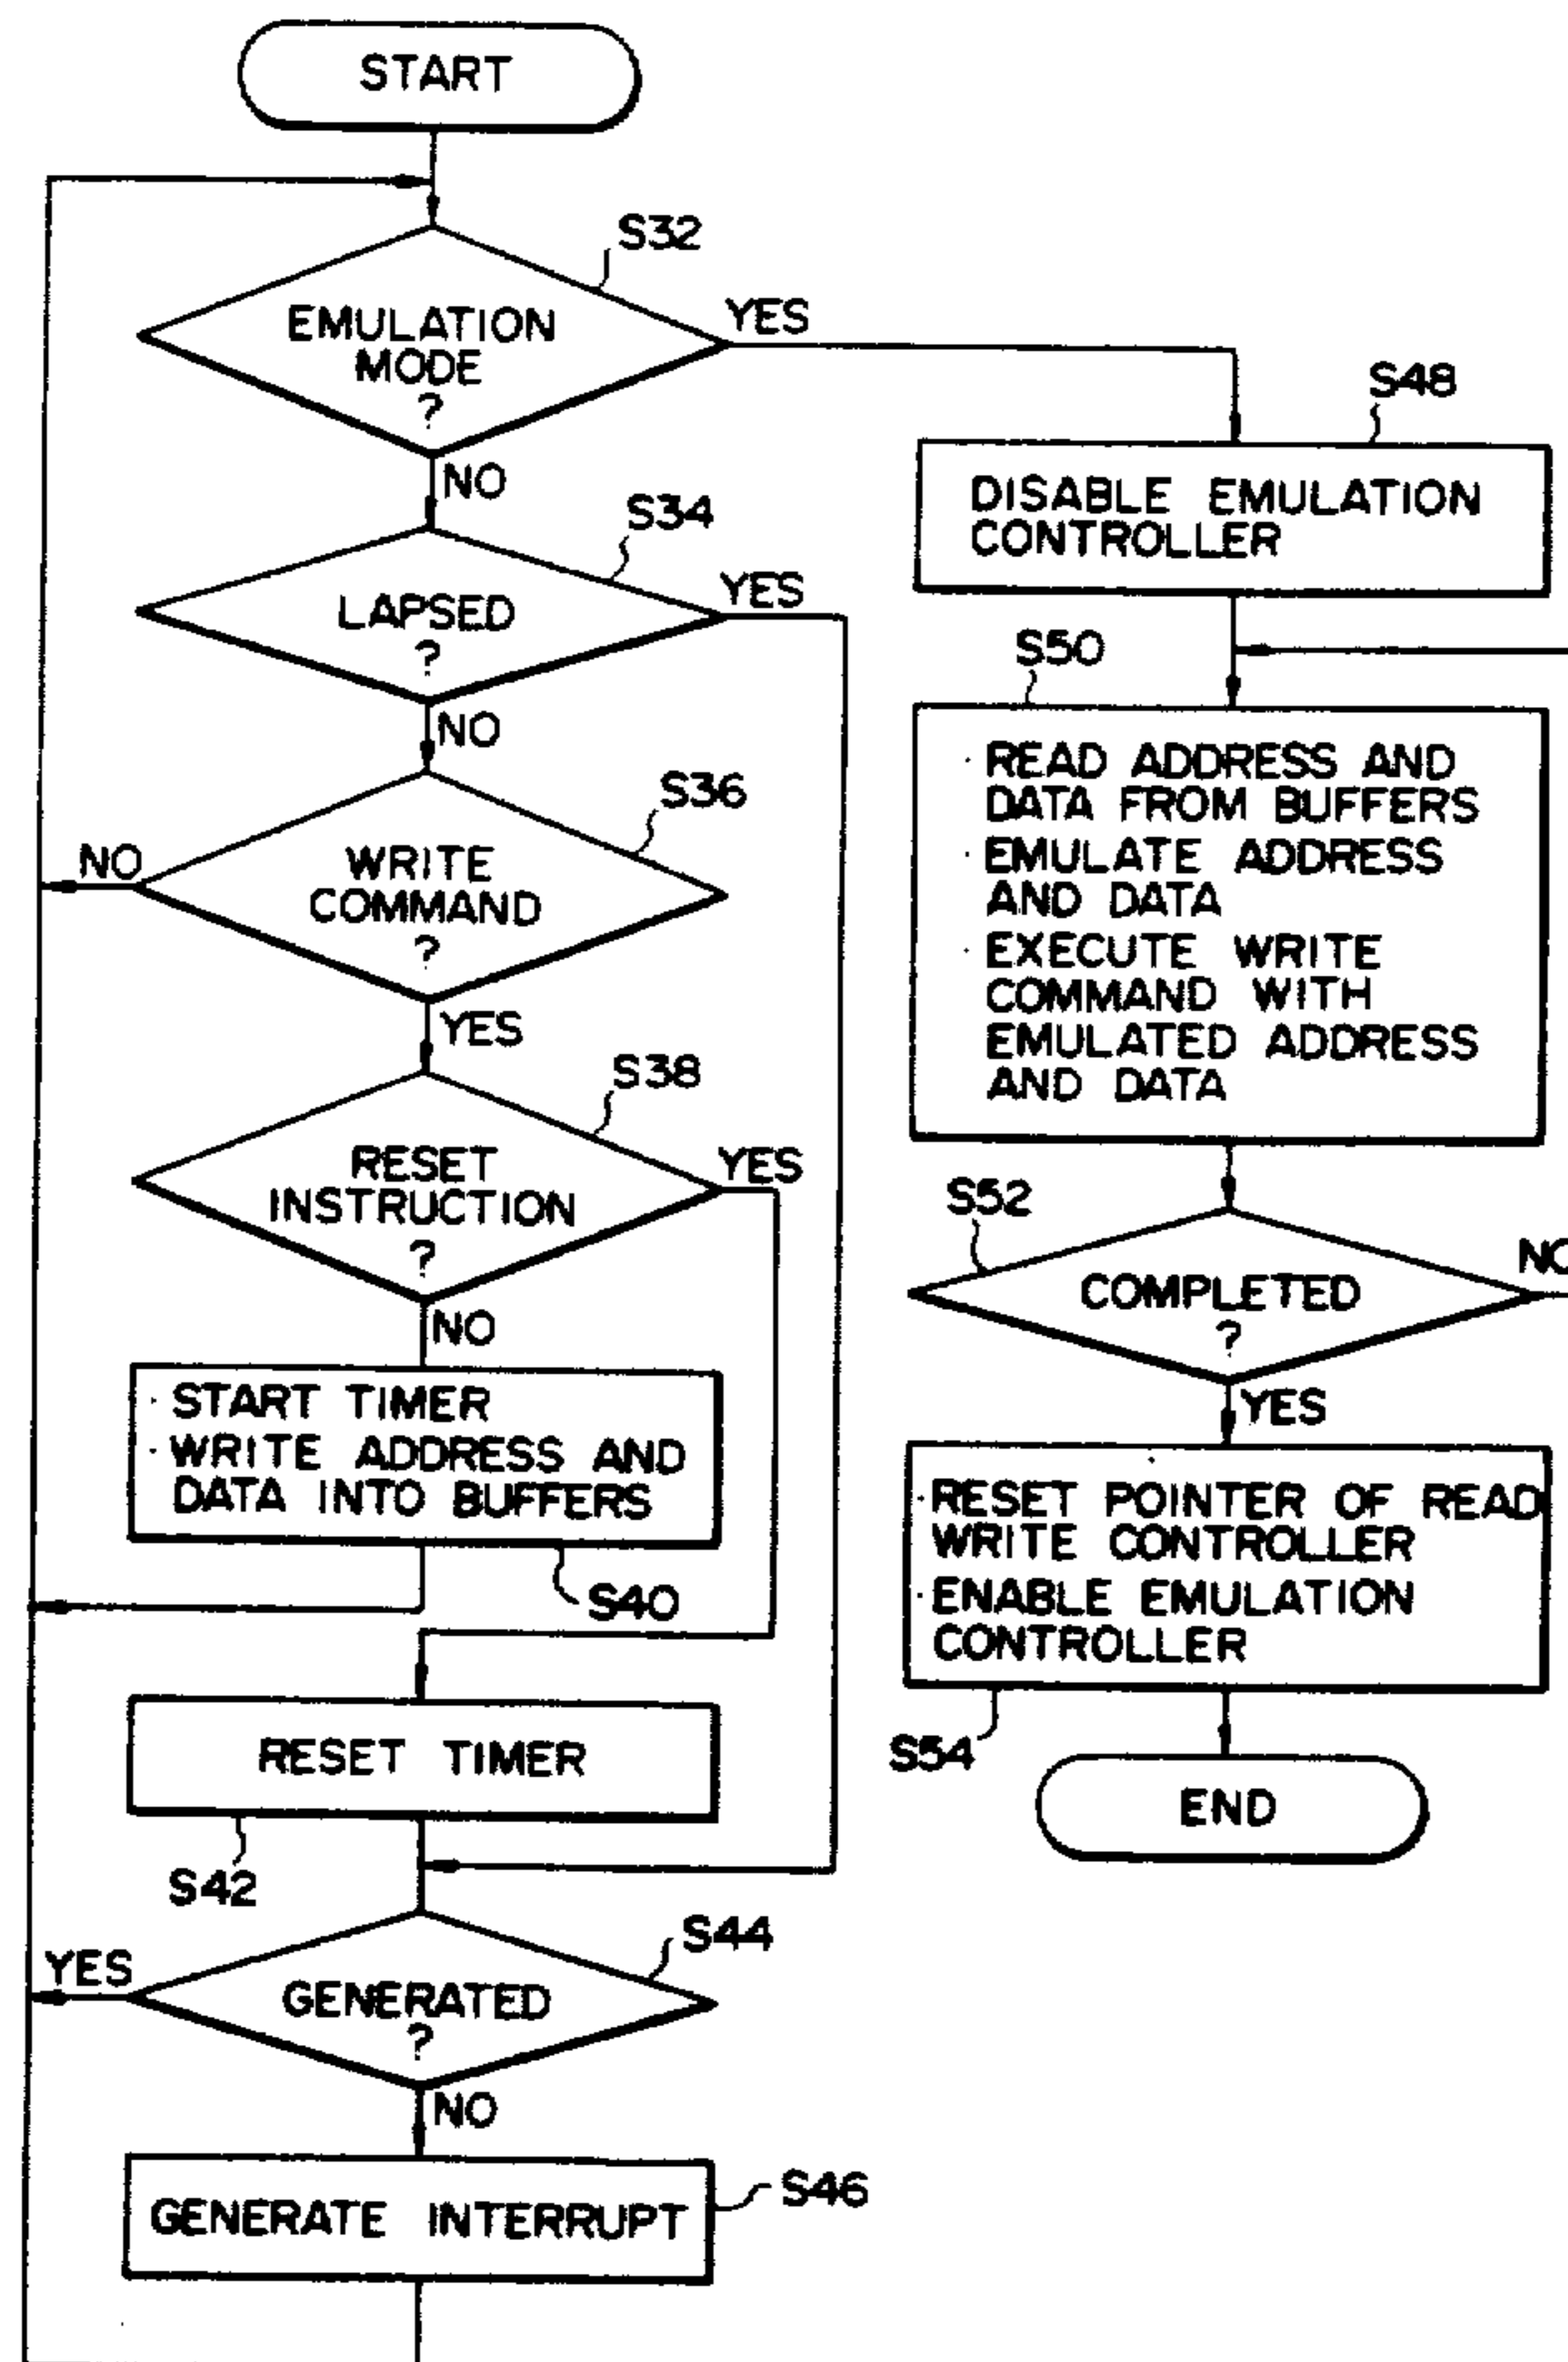 START
S32
EMULATION
MODE
?
YES
NO
S34
LAPSED
?
YES
NO
S36
WRITE
COMMAND
?
NO
YES
S38
RESET
INSTRUCTION
?
YES
NO
· START TIMER
· WRITE ADDRESS AND
DATA INTO BUFFERS
S40
RESET TIMER
S42
S44
GENERATED
?
YES
NO
GENERATE INTERRUPT
S46
S48
DISABLE EMULATION
CONTROLLER
S50
· READ ADDRESS AND
DATA FROM BUFFERS
· EMULATE ADDRESS
AND DATA
· EXECUTE WRITE
COMMAND WITH
EMULATED ADDRESS
AND DATA
S52
COMPLETED
?
NO
YES
· RESET POINTER OF READ
WRITE CONTROLLER
· ENABLE EMULATION
CONTROLLER
S54
END